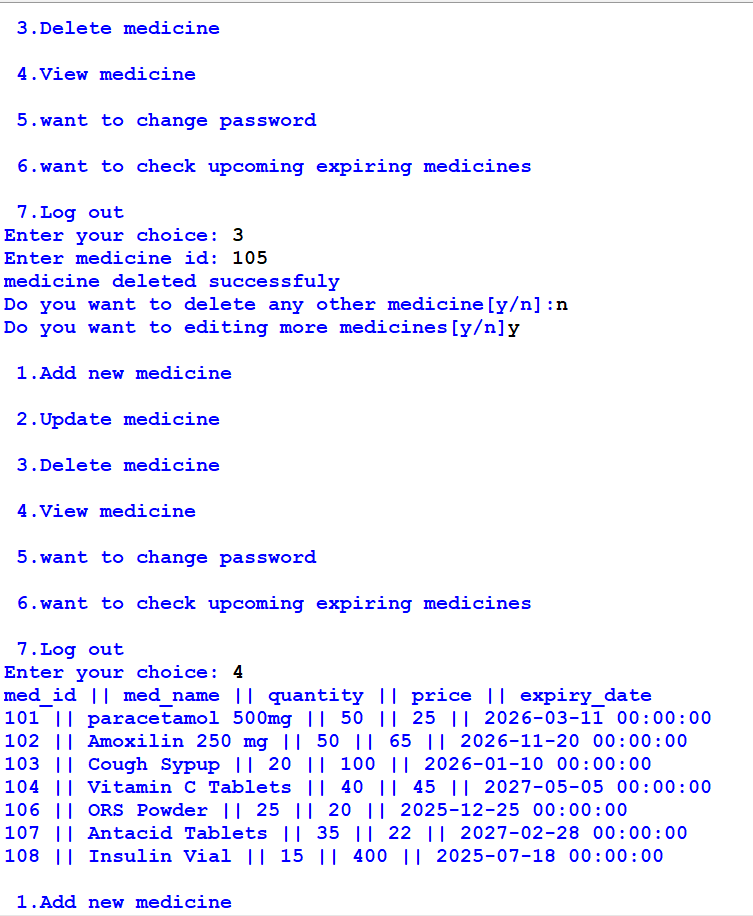 3.Delete medicine
4.View medicine
5.want to change password
6.want to check upcoming expiring medicines
7.Log out
Enter your choice: 3
Enter medicine id: 105
medicine deleted successfuly
Do you want to delete any other medicine[y/n]:n
Do you want to editing more medicines[y/n]y
1.Add new medicine
2.Update medicine
3.Delete medicine
4.View medicine
5.want to change password
6.want to check upcoming expiring medicines
7.Log out
Enter your choice: 4
med_id || med_name || quantity || price || expiry_date
101 || paracetamol 500mg || 50 || 25 || 2026-03-11 00:00:00
102 || Amoxilin 250 mg || 50 || 65 || 2026-11-20 00:00:00
103 || Cough Sypup || 20 || 100 || 2026-01-10 00:00:00
104 || Vitamin C Tablets || 40 || 45 || 2027-05-05 00:00:00
106 || ORS Powder || 25 || 20 || 2025-12-25 00:00:00
107 || Antacid Tablets || 35 || 22 || 2027-02-28 00:00:00
108 || Insulin Vial || 15 || 400 || 2025-07-18 00:00:00
1.Add new medicine